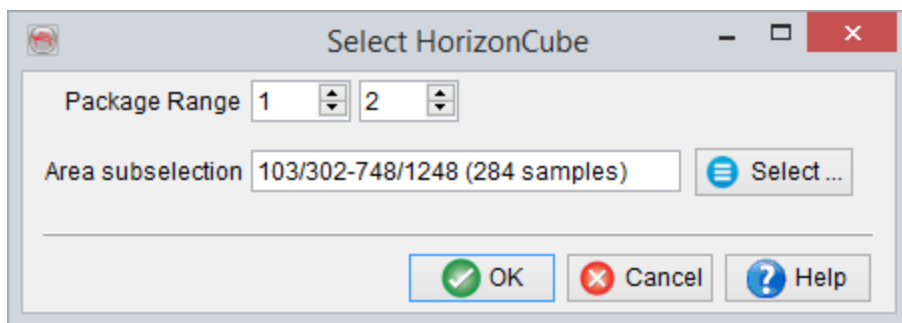 Select HorizonCube
Package Range 1 2
Area subselection 103/302-748/1248 (284 samples) Select ...
OK Cancel Help